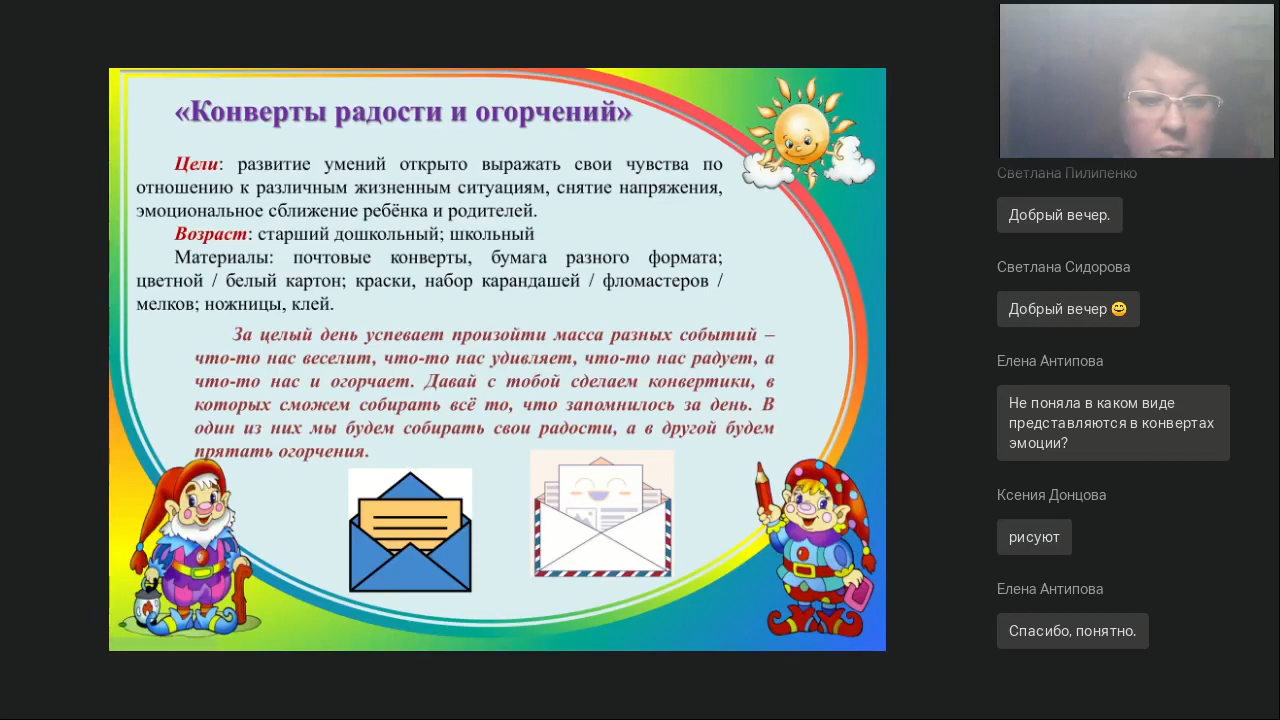 «Конверты радости и огорчений»
Цели: развитие умений открыто выражать свои чувства по
отношению к различным жизненным ситуациям, снятие напряжения,
эмоциональное сближение ребёнка и родителей.
Возраст: старший дошкольный; школьный
Материалы: почтовые конверты, бумага разного формата;
цветной / белый картон; краски, набор карандашей / фломастеров /
мелков; ножницы, клей.
За целый день успевает произойти масса разных событий –
что-то нас веселит, что-то нас удивляет, что-то нас радует, а
что-то нас и огорчает. Давай с тобой сделаем конвертики, в
которых сможем собирать всё то, что запомнилось за день. В
один из них мы будем собирать свои радости, а в другой будем
прятать огорчения.
Светлана Пилипенко
Добрый вечер.
Светлана Сидорова
Добрый вечер 😊
Елена Антипова
Не поняла в каком виде
представляются в конвертах
эмоции?
Ксения Донцова
рисуют
Елена Антипова
Спасибо, понятно.